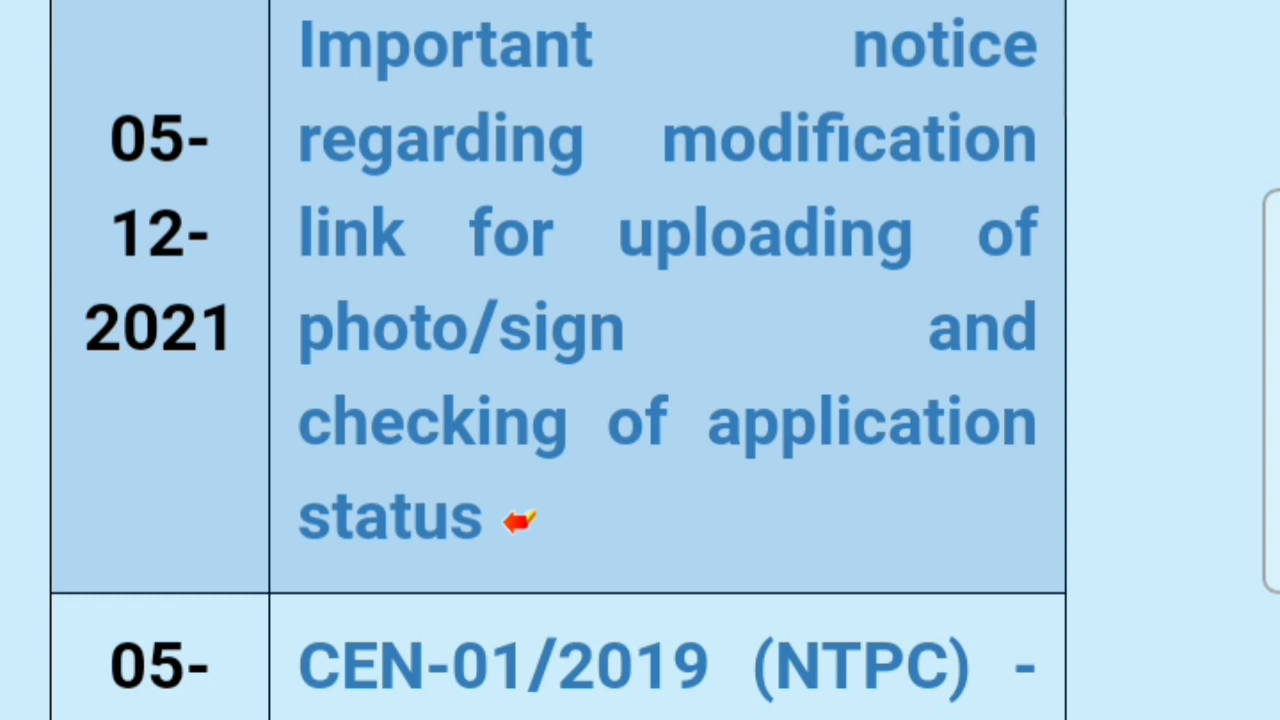 05-
12-
2021
Important notice
regarding modification
link for uploading of
photo/sign and
checking of application
status
05-
CEN-01/2019 (NTPC) -